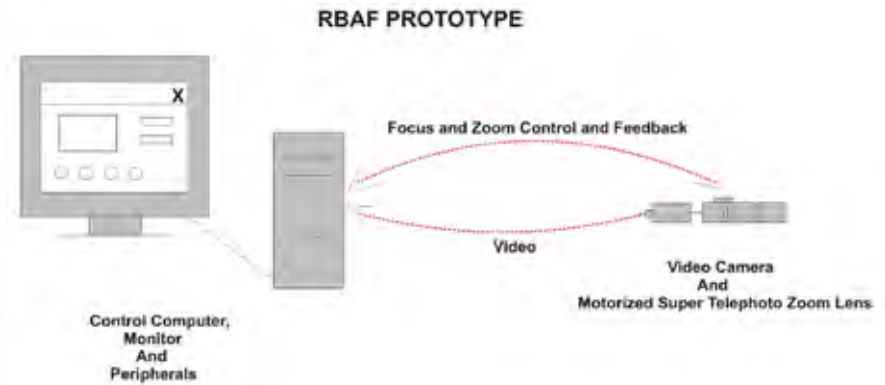 RBAF PROTOTYPE
X
Focus and Zoom Control and Feedback
Video
Video Camera
And
Motorized Super Telephoto Zoom Lens
Control Computer,
Monitor
And
Peripherals